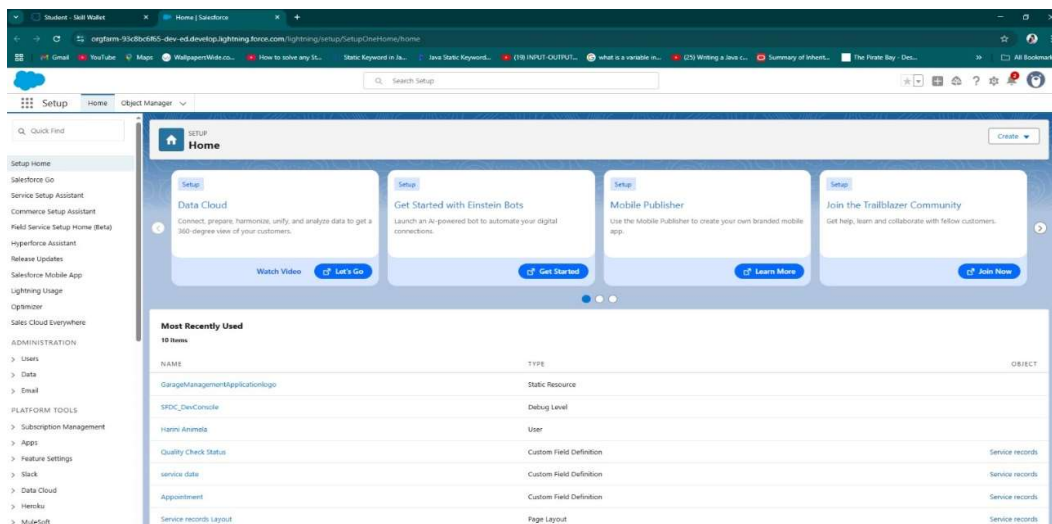 Student - Skill Wallet
Home | Salesforce
orgfarm-93c8bc6f65-dev-ed.develop.lightning.force.com/lightning/setup/SetupOneHome/home
Gmail YouTube Maps WallpapersWide.co... How to solve any St... Static Keyword in Ja... Java Static Keyword... (19) INPUT-OUTPUT... what is a variable in... (25) Writing a Java c... Summary of Inherit... The Pirate Bay - Des... » All Bookmark
Search Setup
Setup Home Object Manager
Quick Find
SETUP
Home
Create
Setup Home
Salesforce Go
Service Setup Assistant
Commerce Setup Assistant
Field Service Setup Home (Beta)
Hyperforce Assistant
Release Updates
Salesforce Mobile App
Lightning Usage
Optimizer
Sales Cloud Everywhere
ADMINISTRATION
> Users
> Data
> Email
PLATFORM TOOLS
> Subscription Management
> Apps
> Feature Settings
> Slack
> Data Cloud
> Heroku
> MuleSoft
Setup
Data Cloud
Connect, prepare, harmonize, unify, and analyze data to get a
360-degree view of your customers.
Watch Video Let's Go
Setup
Get Started with Einstein Bots
Launch an AI-powered bot to automate your digital
connections.
Get Started
Setup
Mobile Publisher
Use the Mobile Publisher to create your own branded mobile
app.
Learn More
Setup
Join the Trailblazer Community
Get help, learn and collaborate with fellow customers.
Join Now
Most Recently Used
10 items
NAME TYPE OBJECT
GarageManagementApplicationlogo Static Resource
SFDC_DevConsole Debug Level
Harini Animela User
Quality Check Status Custom Field Definition Service records
service date Custom Field Definition Service records
Appointment Custom Field Definition Service records
Service records Layout Page Layout Service records